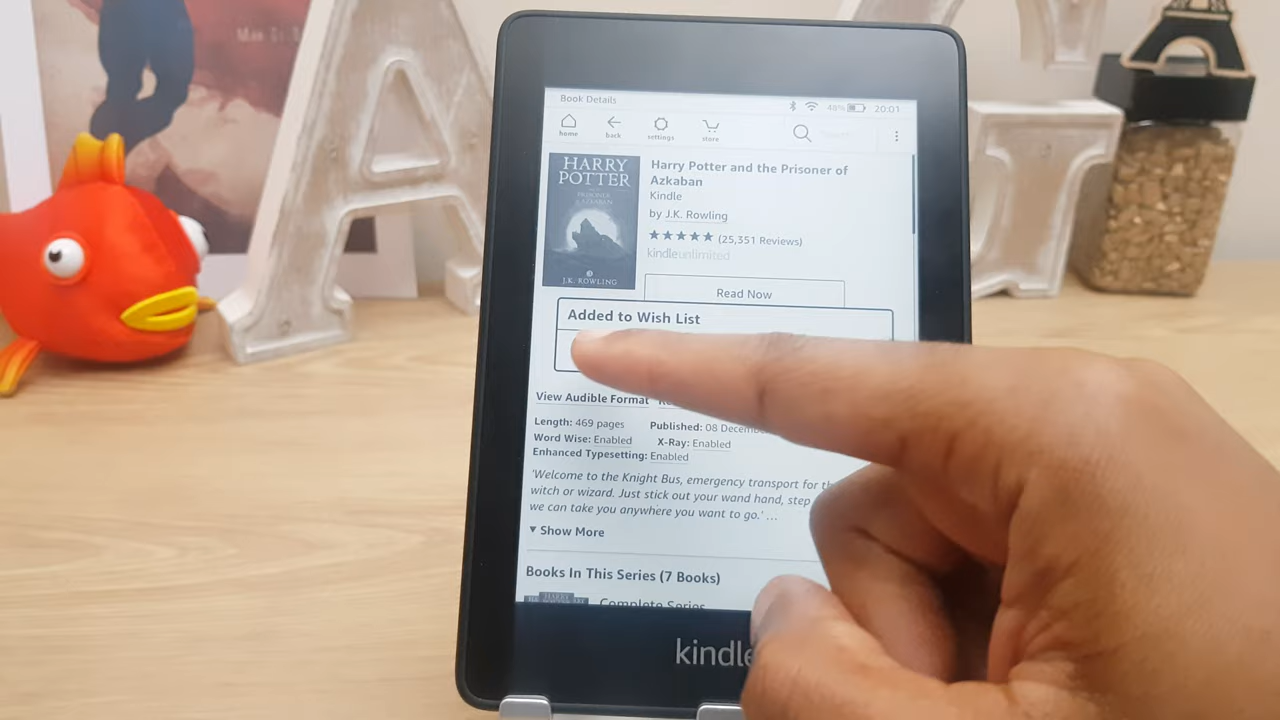 Book Details
48% 20:01
home back settings store
HARRY
POTTER
PRISONER
AZKABAN
J.K. ROWLING
Harry Potter and the Prisoner of
Azkaban
Kindle
by J.K. Rowling
(25,351 Reviews)
kindleunlimited
Read Now
Added to Wish List
View Audible Format
Length: 469 pages Published: 08 Decemb
Word Wise: Enabled X-Ray: Enabled
Enhanced Typesetting: Enabled
'Welcome to the Knight Bus, emergency transport for th
witch or wizard. Just stick out your wand hand, step
we can take you anywhere you want to go.' ...
▼ Show More
Books In This Series (7 Books)
Complete Series
kindle